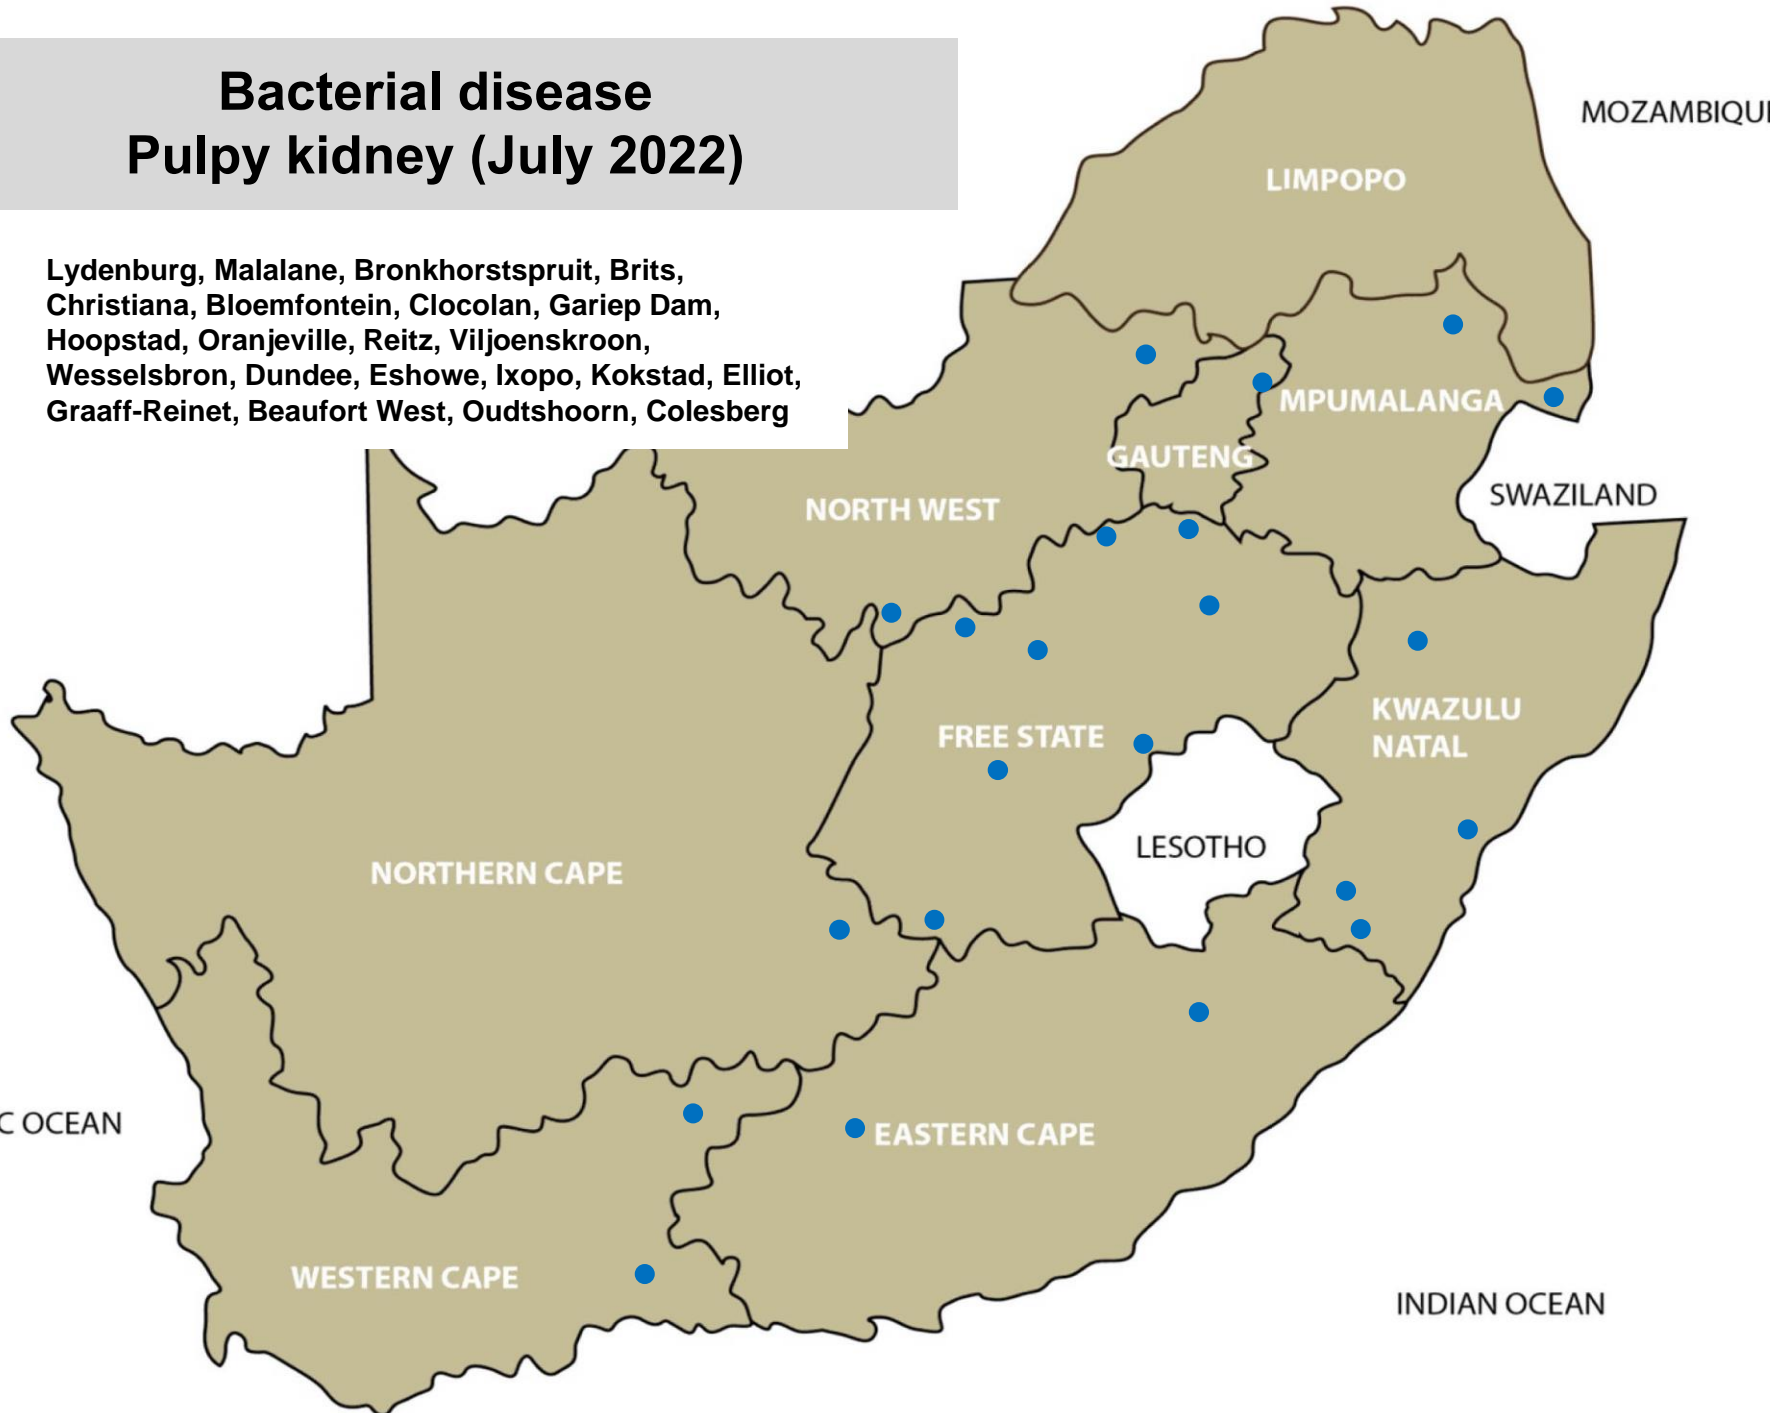 Bacterial disease
Pulpy kidney (July 2022)
Lydenburg, Malalane, Bronkhorstspruit, Brits,
Christiana, Bloemfontein, Clocolan, Gariep Dam,
Hoopstad, Oranjeville, Reitz, Viljoenskroon,
Wesselsbron, Dundee, Eshowe, Ixopo, Kokstad, Elliot,
Graaff-Reinet, Beaufort West, Oudtshoorn, Colesberg
MOZAMBIQUE
LIMPOPO
MPUMALANGA
GAUTENG
NORTH WEST
SWAZILAND
KWAZULU
NATAL
FREE STATE
LESOTHO
NORTHERN CAPE
C OCEAN
EASTERN CAPE
WESTERN CAPE
INDIAN OCEAN